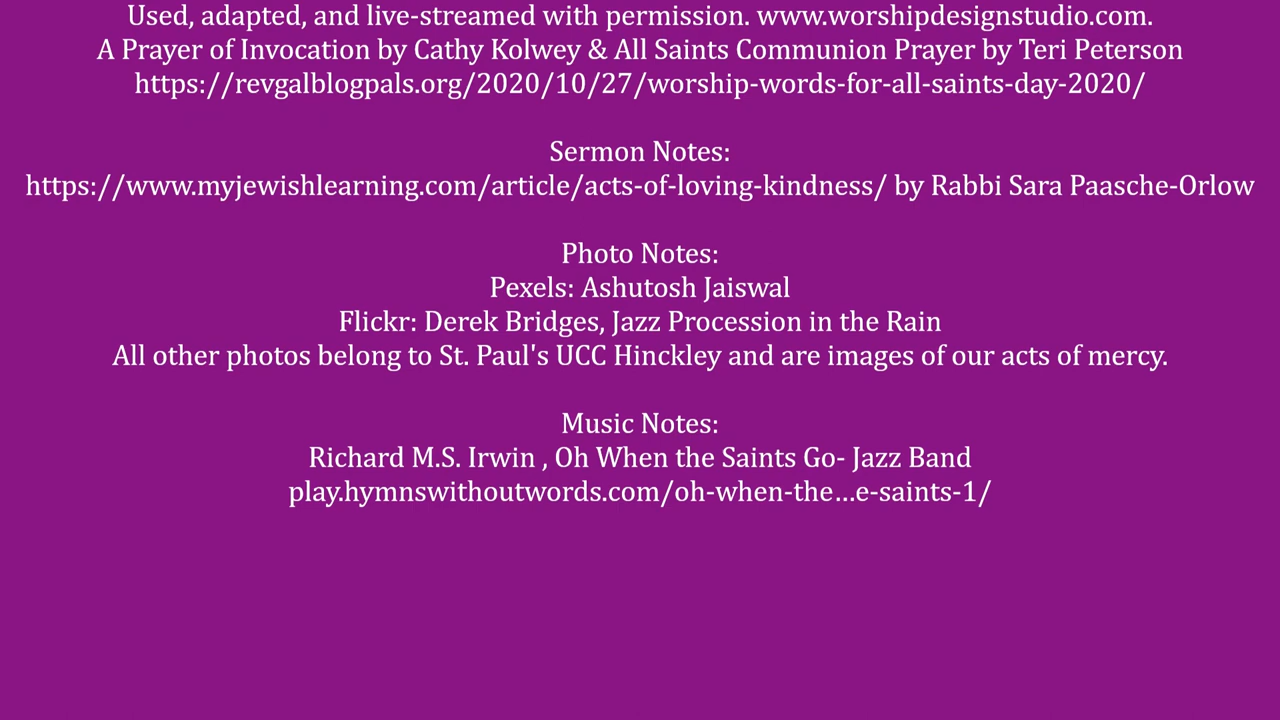 Used, adapted, and live-streamed with permission. www.worshipdesignstudio.com.
A Prayer of Invocation by Cathy Kolwey & All Saints Communion Prayer by Teri Peterson
https://revgalblogpals.org/2020/10/27/worship-words-for-all-saints-day-2020/
Sermon Notes:
https://www.myjewishlearning.com/article/acts-of-loving-kindness/ by Rabbi Sara Paasche-Orlow
Photo Notes:
Pexels: Ashutosh Jaiswal
Flickr: Derek Bridges, Jazz Procession in the Rain
All other photos belong to St. Paul's UCC Hinckley and are images of our acts of mercy.
Music Notes:
Richard M.S. Irwin , Oh When the Saints Go- Jazz Band
play.hymnswithoutwords.com/oh-when-the...e-saints-1/